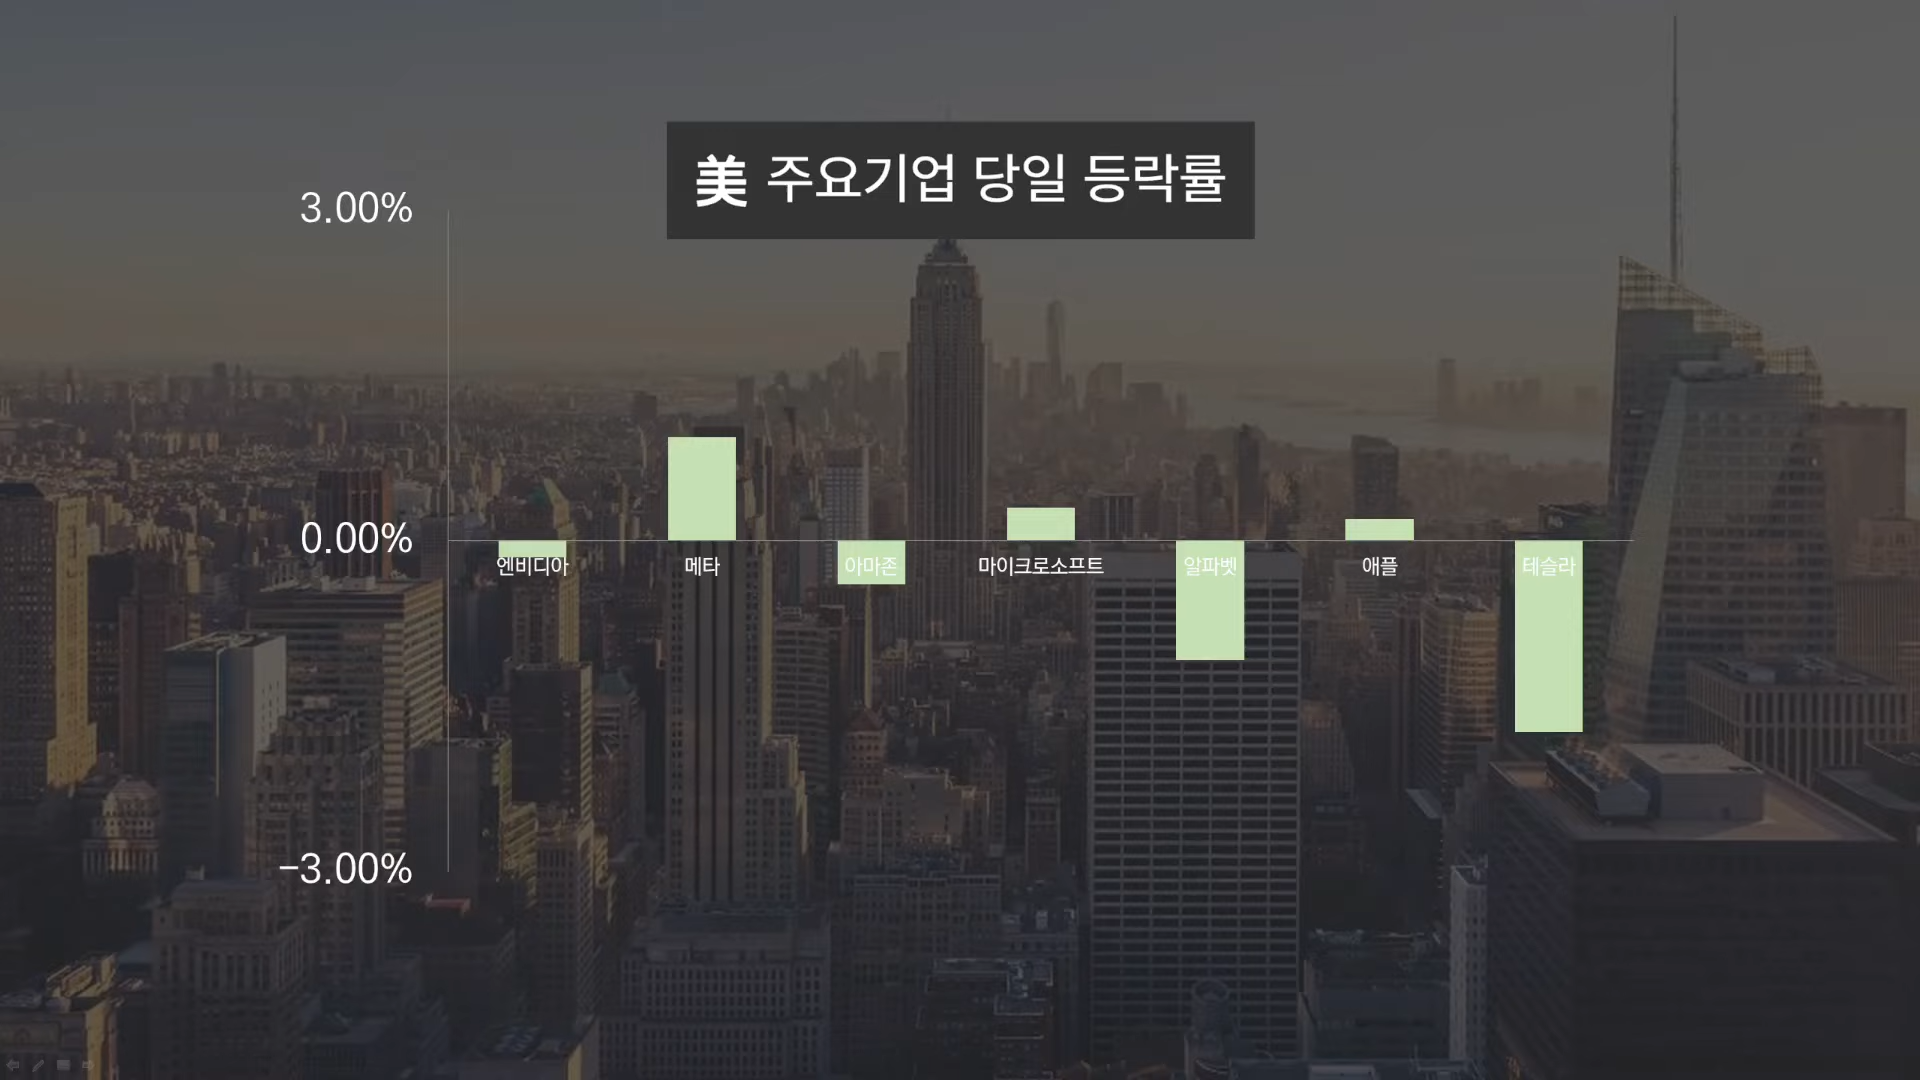 美 주요기업 당일 등락률
3.00%
0.00%
-3.00%
엔비디아
메타
아마존
마이크로소프트
알파벳
애플
테슬라